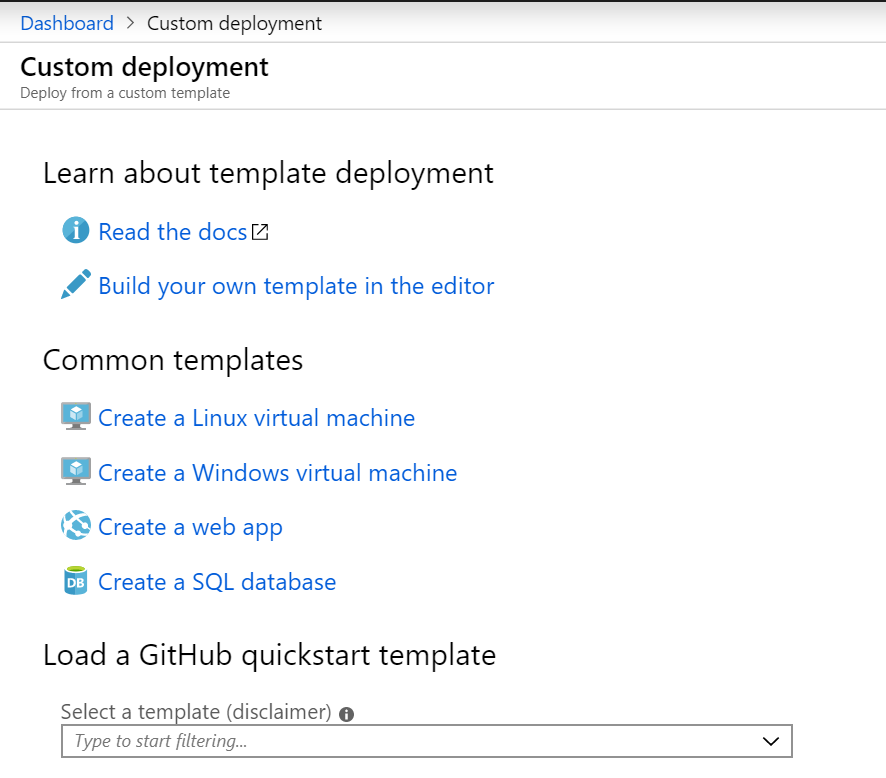 Dashboard > Custom deployment
Custom deployment
Deploy from a custom template
Learn about template deployment
Read the docs
Build your own template in the editor
Common templates
Create a Linux virtual machine
Create a Windows virtual machine
Create a web app
DB Create a SQL database
Load a GitHub quickstart template
Select a template (disclaimer)
Type to start filtering...